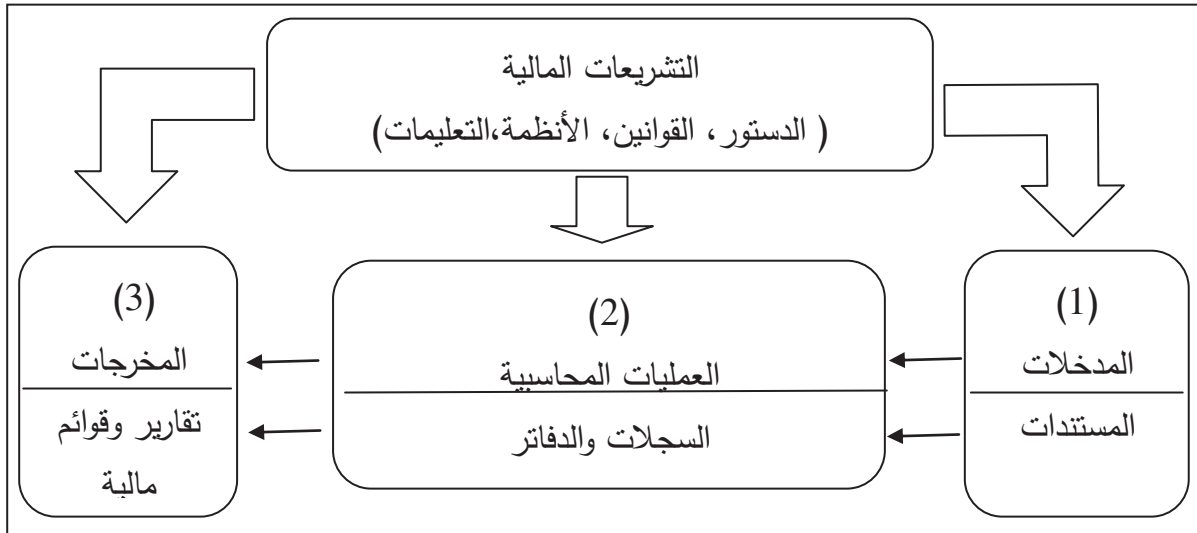 التشريعات المالية
( الدستور، القوانين، الأنظمة،التعليمات)
(1)
المدخلات
المستندات
(2)
العمليات المحاسبية
السجلات والدفاتر
(3)
المخرجات
تقارير وقوائم
مالية